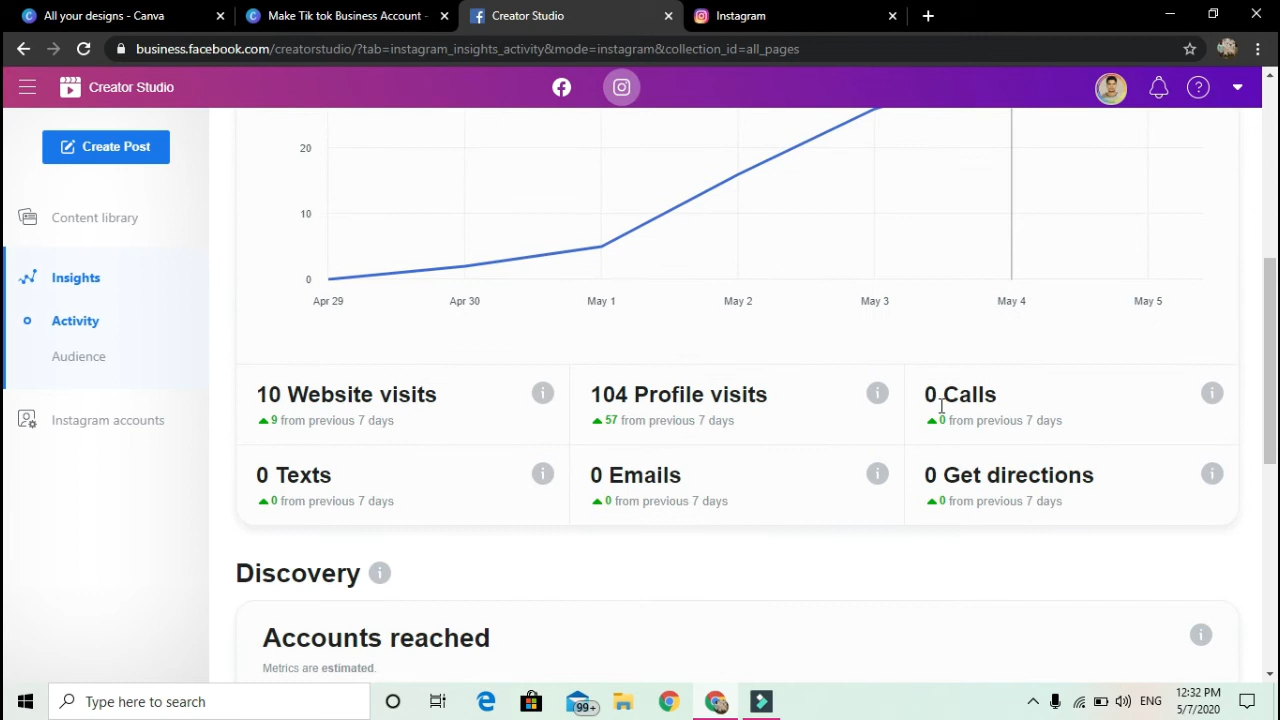 All your designs - Canva
Make Tik tok Business Account -
Creator Studio
Instagram
business.facebook.com/creatorstudio/?tab=instagram_insights_activity&mode=instagram&collection_id=all_pages
Creator Studio
Create Post
Content library
Insights
Activity
Audience
Instagram accounts
20
10
0
Apr 29 Apr 30 May 1 May 2 May 3 May 4 May 5
10 Website visits
9 from previous 7 days
104 Profile visits
57 from previous 7 days
0 Calls
0 from previous 7 days
0 Texts
0 from previous 7 days
0 Emails
0 from previous 7 days
0 Get directions
0 from previous 7 days
Discovery
Accounts reached
Metrics are estimated.
Type here to search
99+
ENG
12:32 PM
5/7/2020